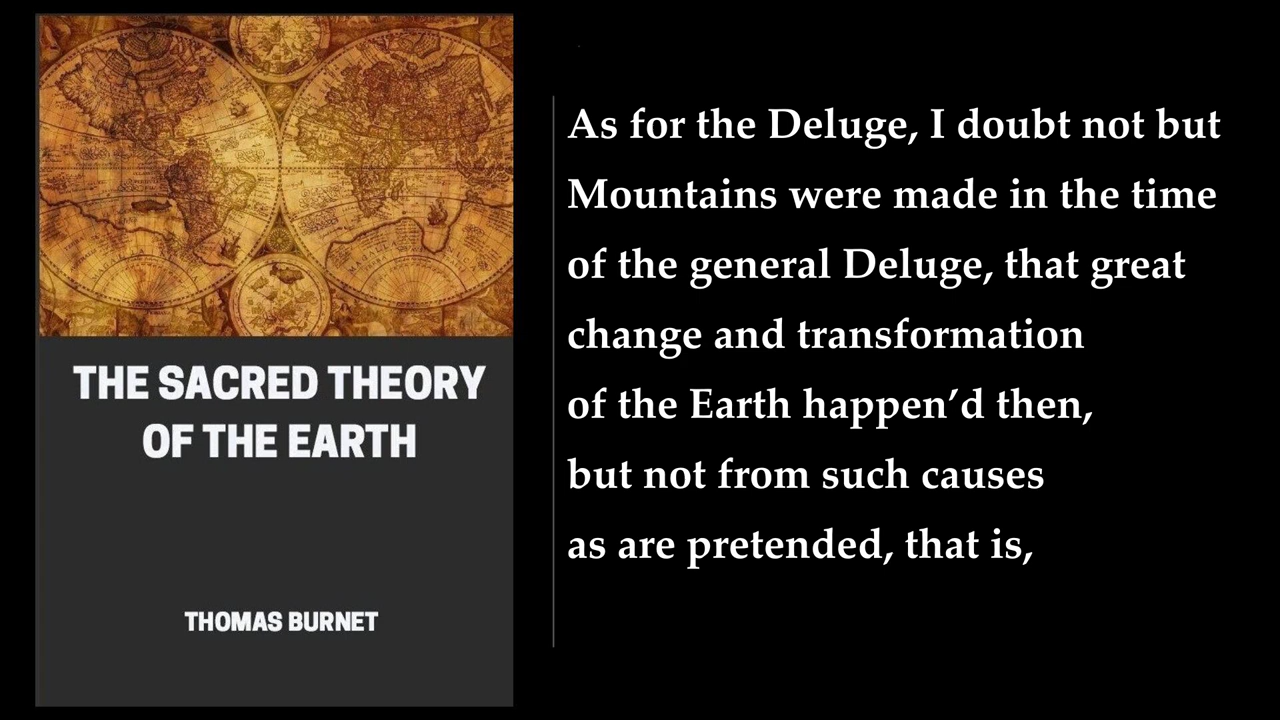 THE SACRED THEORY
OF THE EARTH
THOMAS BURNET
As for the Deluge, I doubt not but
Mountains were made in the time
of the general Deluge, that great
change and transformation
of the Earth happen’d then,
but not from such causes
as are pretended, that is,